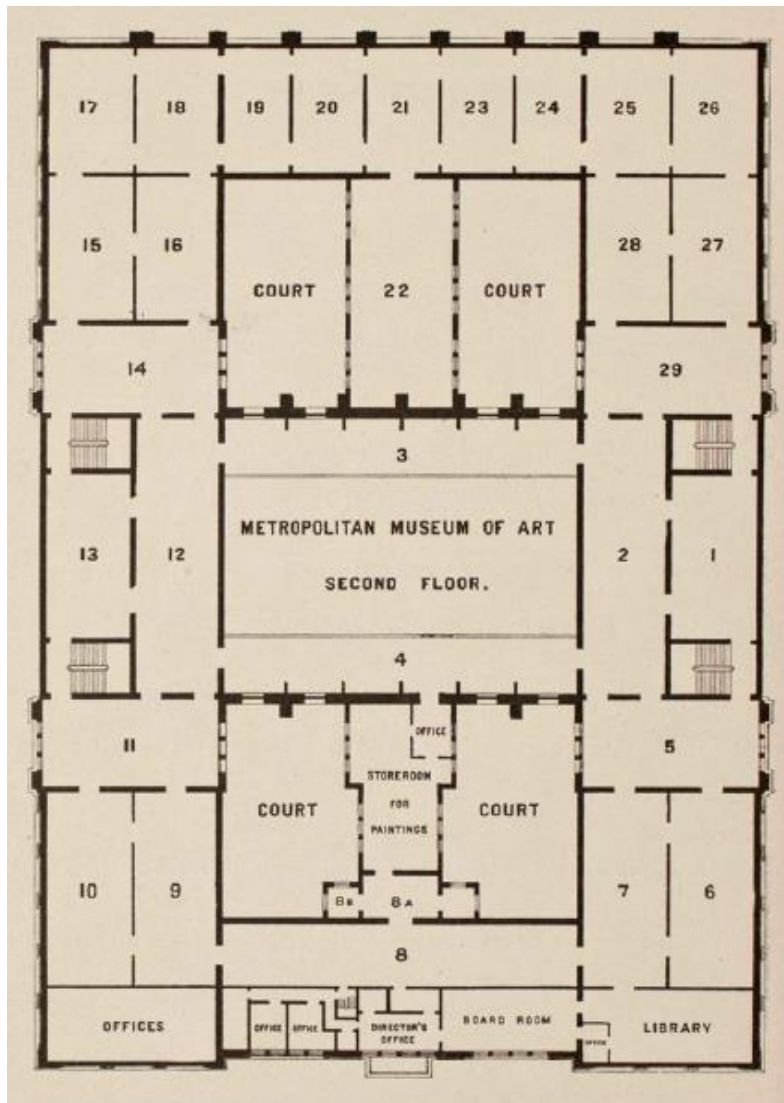 17 18 19 20 21 23 24 25 26
15 16 28 27
COURT 22 COURT
14 29
3
METROPOLITAN MUSEUM OF ART
SECOND FLOOR.
13 12 2 1
4
OFFICE
11 5
STOREROOM
FOR
PAINTINGS
COURT COURT
10 9 7 6
8B 8A
8
OFFICES
OFFICE OFFICE
DIRECTOR'S
OFFICE
BOARD ROOM
OFFICE
LIBRARY